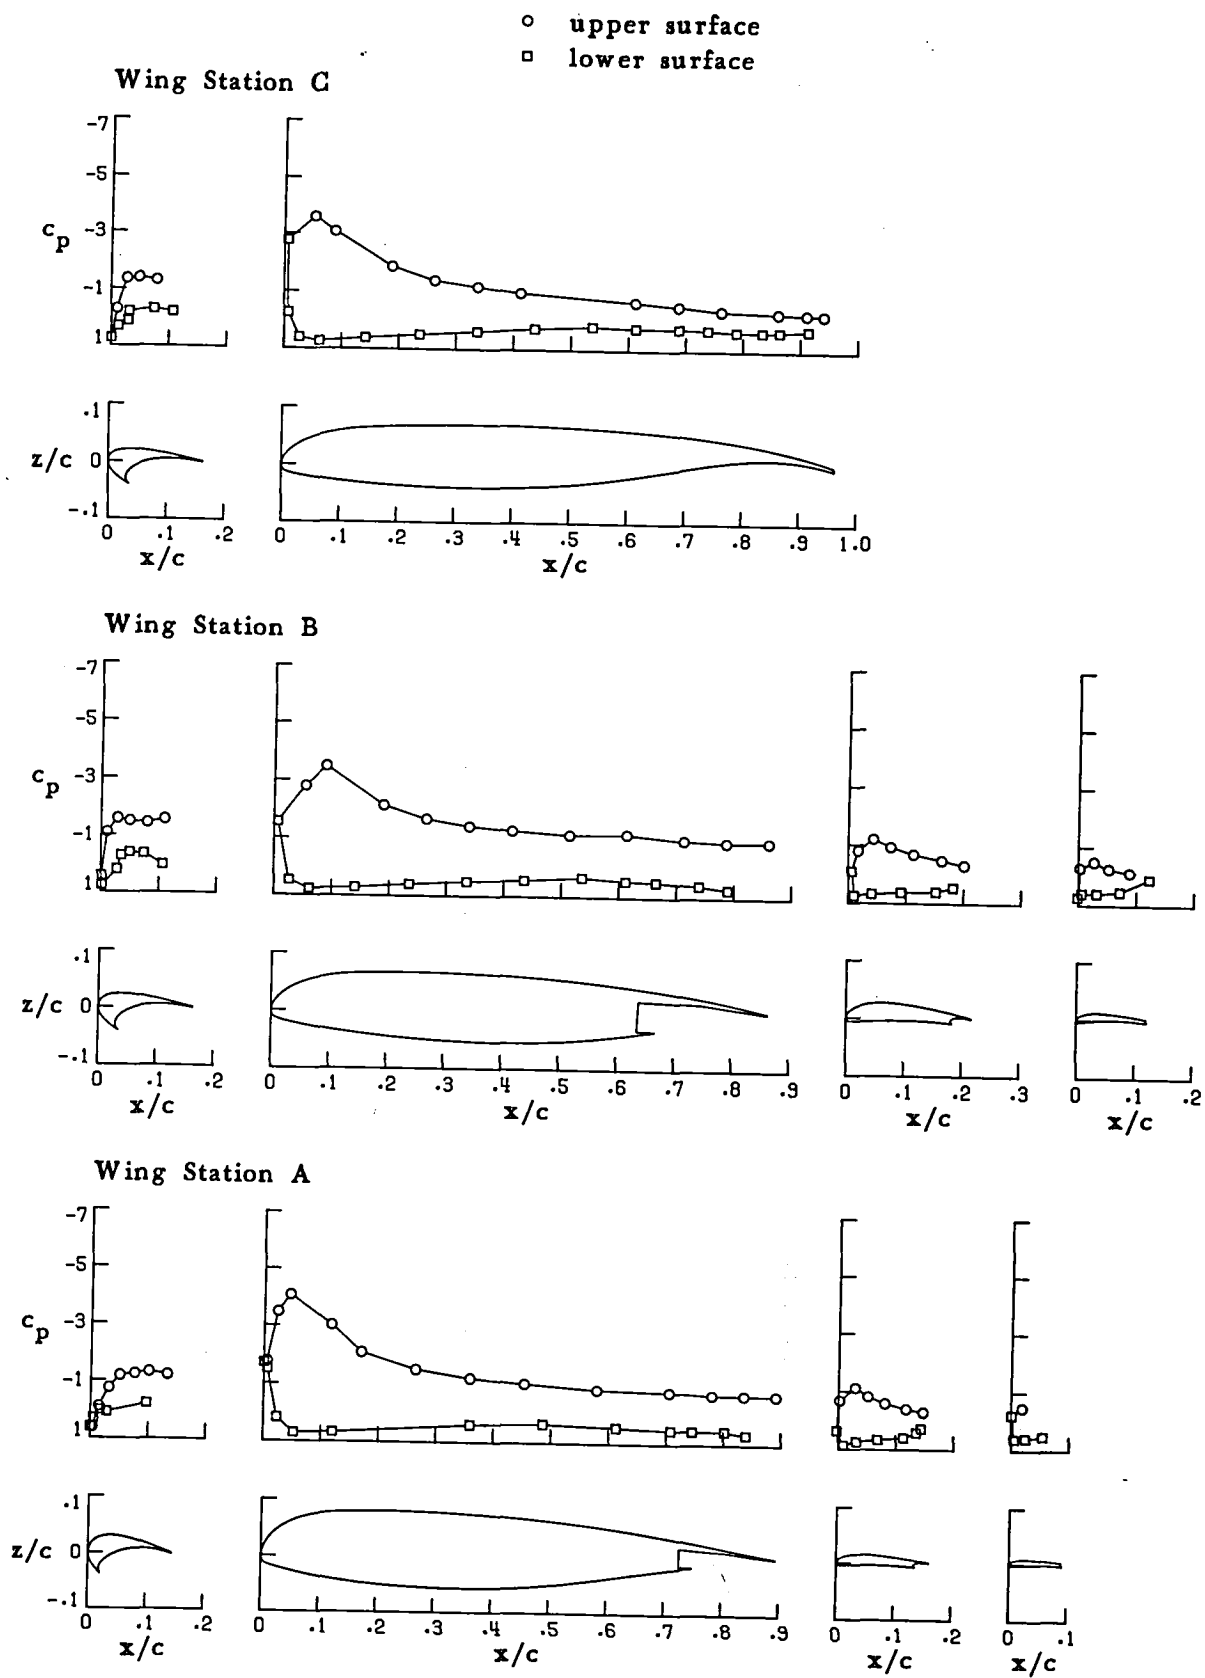 upper surface
lower surface
Wing Station C
-7
-5
c_p -3
-1
1
.1
z/c 0
-.1
0 .1 .2
0 .1 .2 .3 .4 .5 .6 .7 .8 .9 1.0
x/c x/c
Wing Station B
-7
-5
c_p -3
-1
1
.1
z/c 0
-.1
0 .1 .2 0 .1 .2 .3 .4 .5 .6 .7 .8 .9 0 .1 .2 .3 0 .1 .2
x/c x/c x/c x/c
Wing Station A
-7
-5
c_p -3
-1
1
.1
z/c 0
-.1
0 .1 .2 0 .1 .2 .3 .4 .5 .6 .7 .8 .9 0 .1 .2 0 .1
x/c x/c x/c x/c